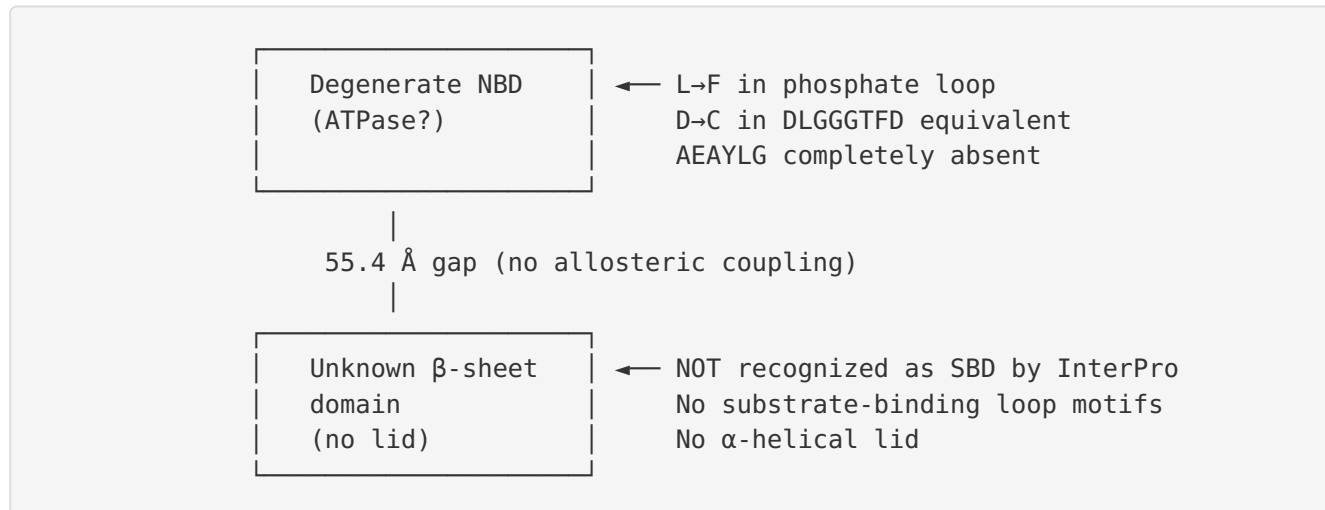 Degenerate NBD ◄── L→F in phosphate loop
(ATPase?) D→C in DLGGGTFD equivalent
AEAYLG completely absent
55.4 Å gap (no allosteric coupling)
Unknown β-sheet ◄── NOT recognized as SBD by InterPro
domain No substrate-binding loop motifs
(no lid) No α-helical lid